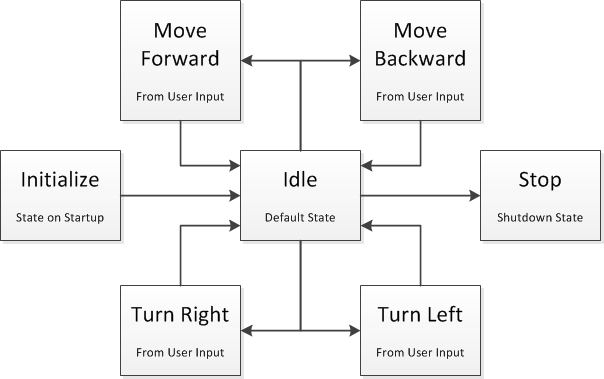 Move
Forward
From User Input
Move
Backward
From User Input
Initialize
State on Startup
Idle
Default State
Stop
Shutdown State
Turn Right
From User Input
Turn Left
From User Input